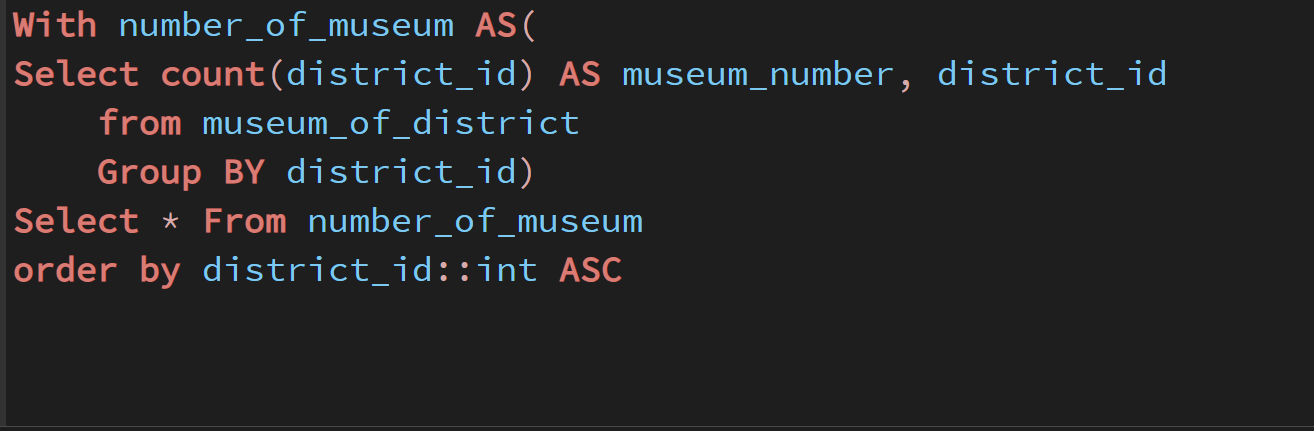 With number_of_museum AS(
Select count(district_id) AS museum_number, district_id
    from museum_of_district
    Group BY district_id)
Select * From number_of_museum
order by district_id::int ASC